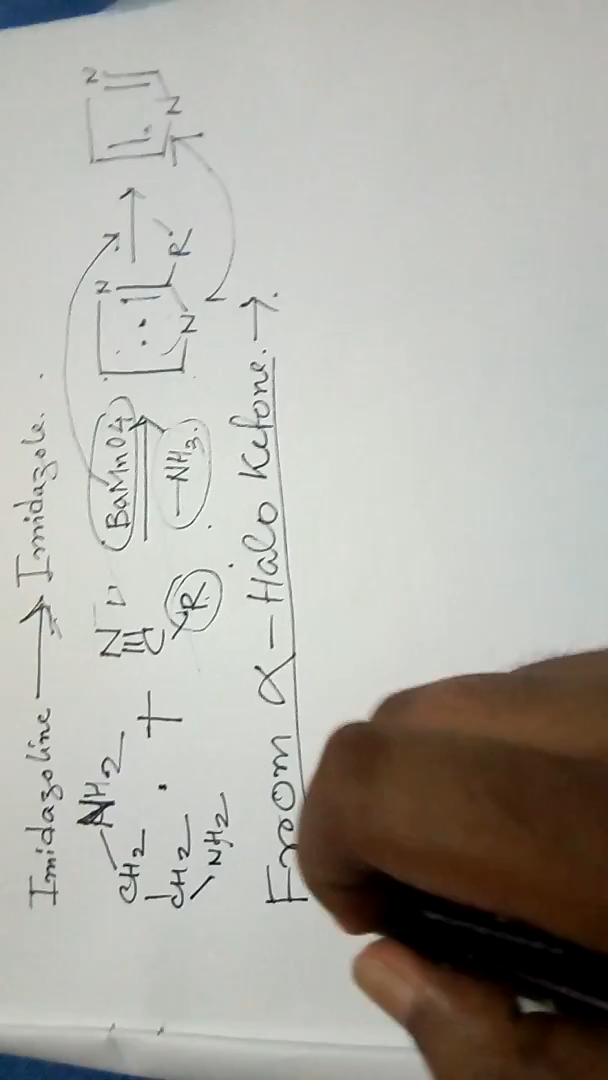 Imidazoline → Imidazole.
CH2 NH2 + N≡C R BaMnO4 N N R' → N N
CH2 NH2 -NH3.
From α-Halo Ketone. →.